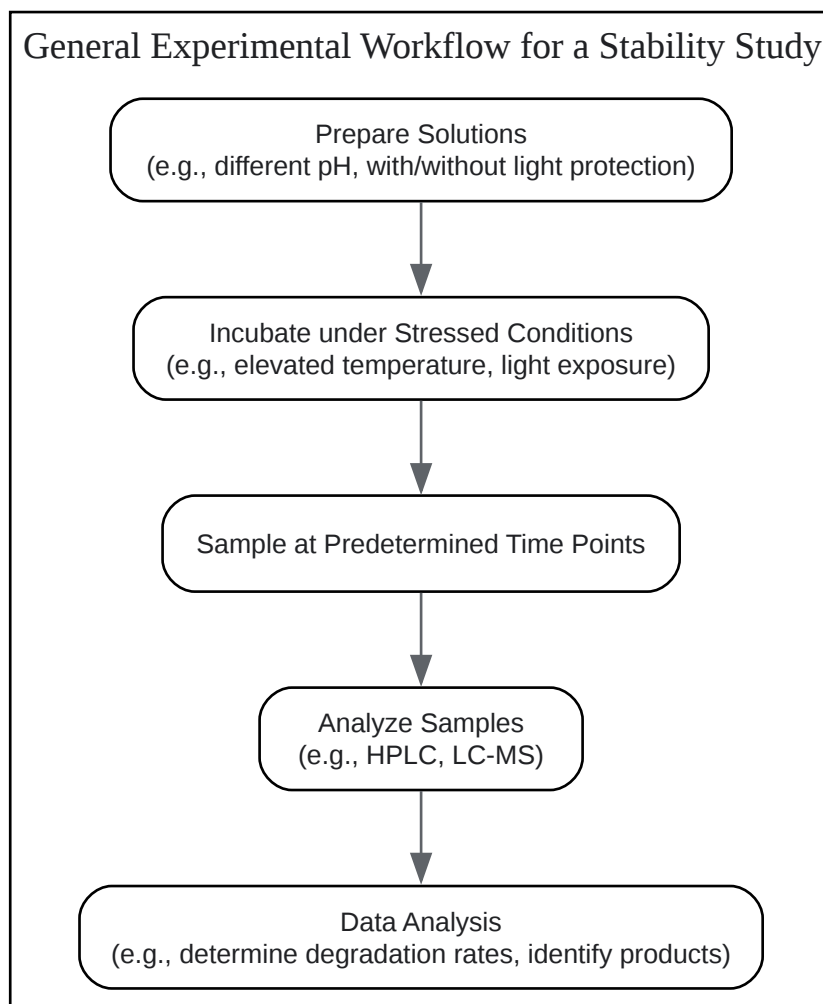 General Experimental Workflow for a Stability Study
Prepare Solutions
(e.g., different pH, with/without light protection)
Incubate under Stressed Conditions
(e.g., elevated temperature, light exposure)
Sample at Predetermined Time Points
Analyze Samples
(e.g., HPLC, LC-MS)
Data Analysis
(e.g., determine degradation rates, identify products)